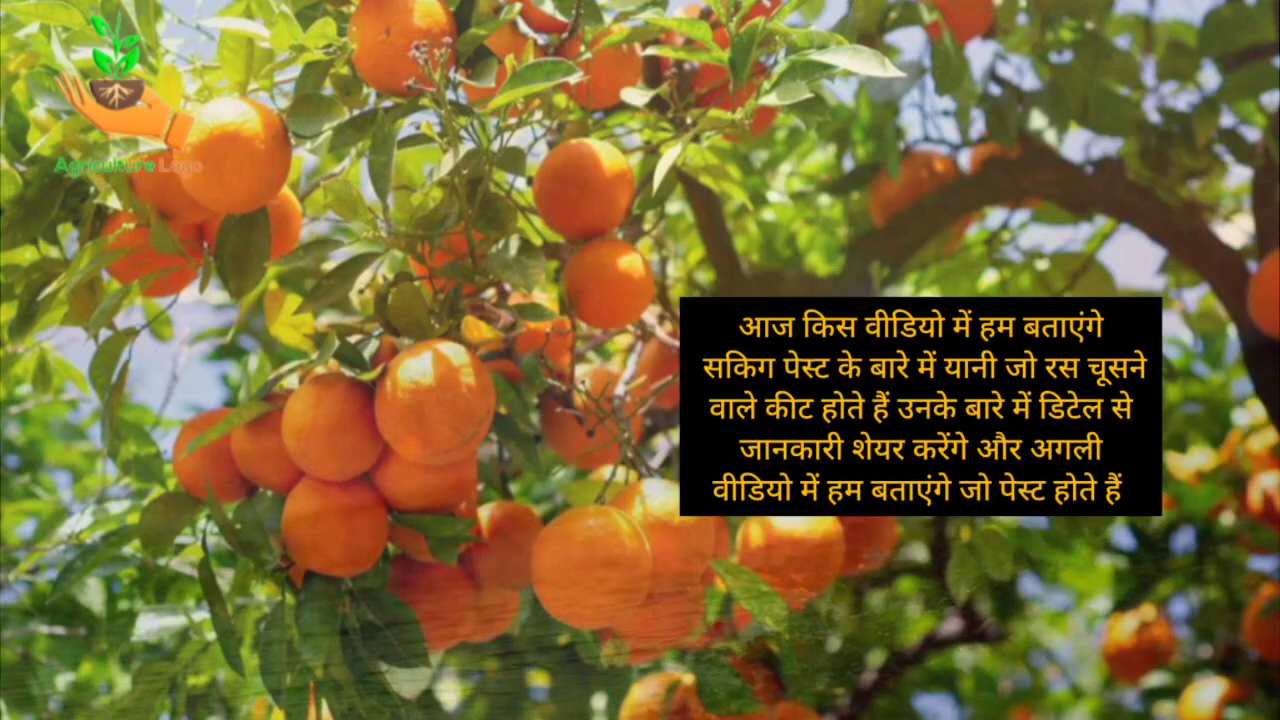 Agriculture Logo
आज किस वीडियो में हम बताएंगे
सकिग पेस्ट के बारे में यानी जो रस चूसने
वाले कीट होते हैं उनके बारे में डिटेल से
जानकारी शेयर करेंगे और अगली
वीडियो में हम बताएंगे जो पेस्ट होते हैं